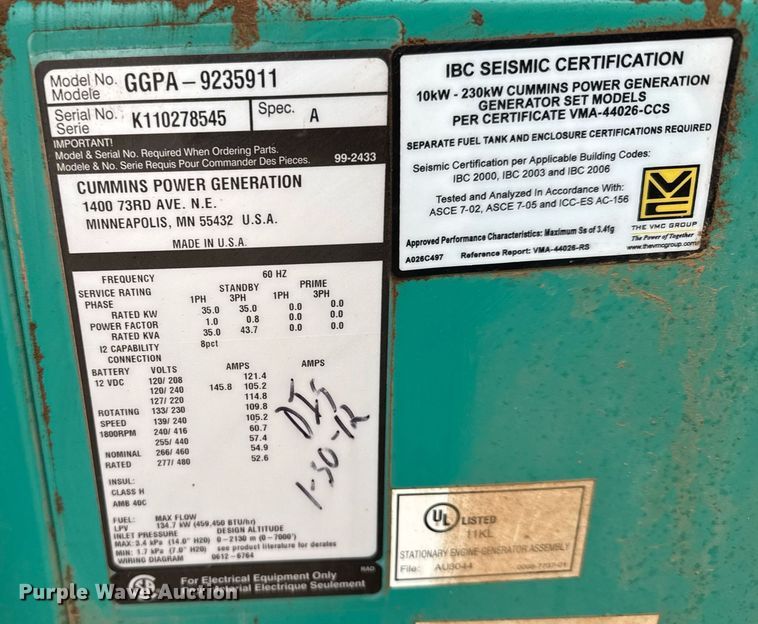 Model No. GGPA-9235911
Modele
Serial No. K110278545 Spec. A
Serie
IMPORTANT!
Model & Serial No. Required When Ordering Parts.
Modele & No. Serie Requis Pour Commander Des Pieces. 99-2433
CUMMINS POWER GENERATION
1400 73RD AVE. N.E.
MINNEAPOLIS, MN 55432 U.S.A.
MADE IN U.S.A.
FREQUENCY 60 HZ
SERVICE RATING STANDBY PRIME
PHASE 1PH 3PH 1PH 3PH
RATED KW 35.0 35.0 0.0 0.0
POWER FACTOR 1.0 0.8 0.0 0.0
RATED KVA 35.0 43.7 0.0 0.0
I2 CAPABILITY 8pct
CONNECTION
BATTERY VOLTS AMPS AMPS
12 VDC 120/208 121.4
120/240 145.8 105.2
127/220 114.8
ROTATING 133/230 109.8
SPEED 139/240 105.2
1800RPM 240/416 60.7
255/440 57.4
NOMINAL 266/460 54.9
RATED 277/480 52.6
INSUL:
CLASS H
AMB 40C
FUEL: MAX FLOW
LPV 134.7 kW (459,450 BTU/hr)
INLET PRESSURE DESIGN ALTITUDE
MAX: 3.4 kPa (14.0" H20) 0-2130 m (0-7000')
MIN: 1.7 kPa (7.0" H20) see product literature for derates
WIRING DIAGRAM 0612-6764
RAD
For Electrical Equipment Only
Electrique Seulement
1-30-12
IBC SEISMIC CERTIFICATION
10kW - 230kW CUMMINS POWER GENERATION
GENERATOR SET MODELS
PER CERTIFICATE VMA-44026-CCS
SEPARATE FUEL TANK AND ENCLOSURE CERTIFICATIONS REQUIRED
Seismic Certification per Applicable Building Codes:
IBC 2000, IBC 2003 and IBC 2006
Tested and Analyzed in Accordance With:
ASCE 7-02, ASCE 7-05 and ICC-ES AC-156
Approved Performance Characteristics: Maximum Ss of 3.41g
A026C497 Reference Report: VMA-44026-RS
THE VMC GROUP
The Power of Together
www.thevmcgroup.com
UL LISTED
11KL
STATIONARY ENGINE-GENERATOR ASSEMBLY
File: AU3044
Purple Wave Auction